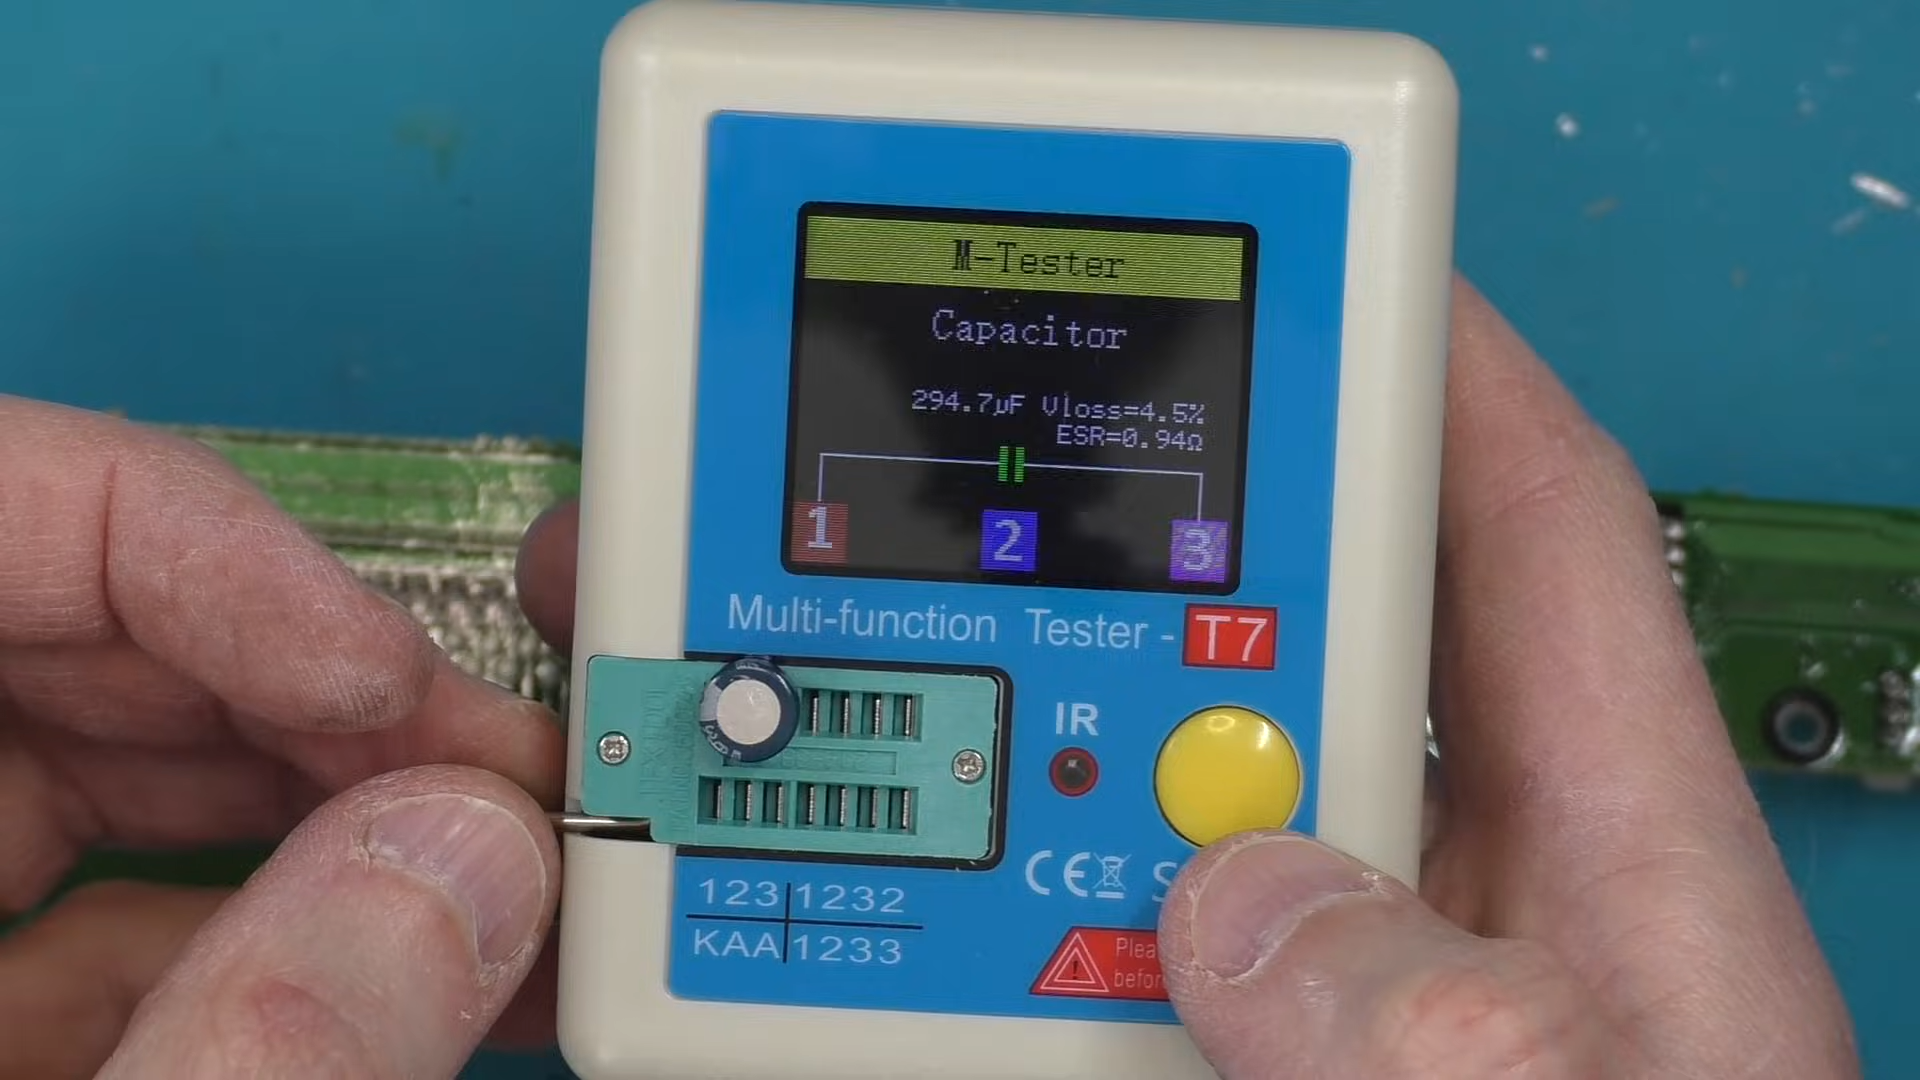 M-Tester
Capacitor
294.7µF Vloss=4.5%
ESR=0.94Ω
1 2 3
Multi-function Tester - T7
IR
CE
123 1232
KAA 1233